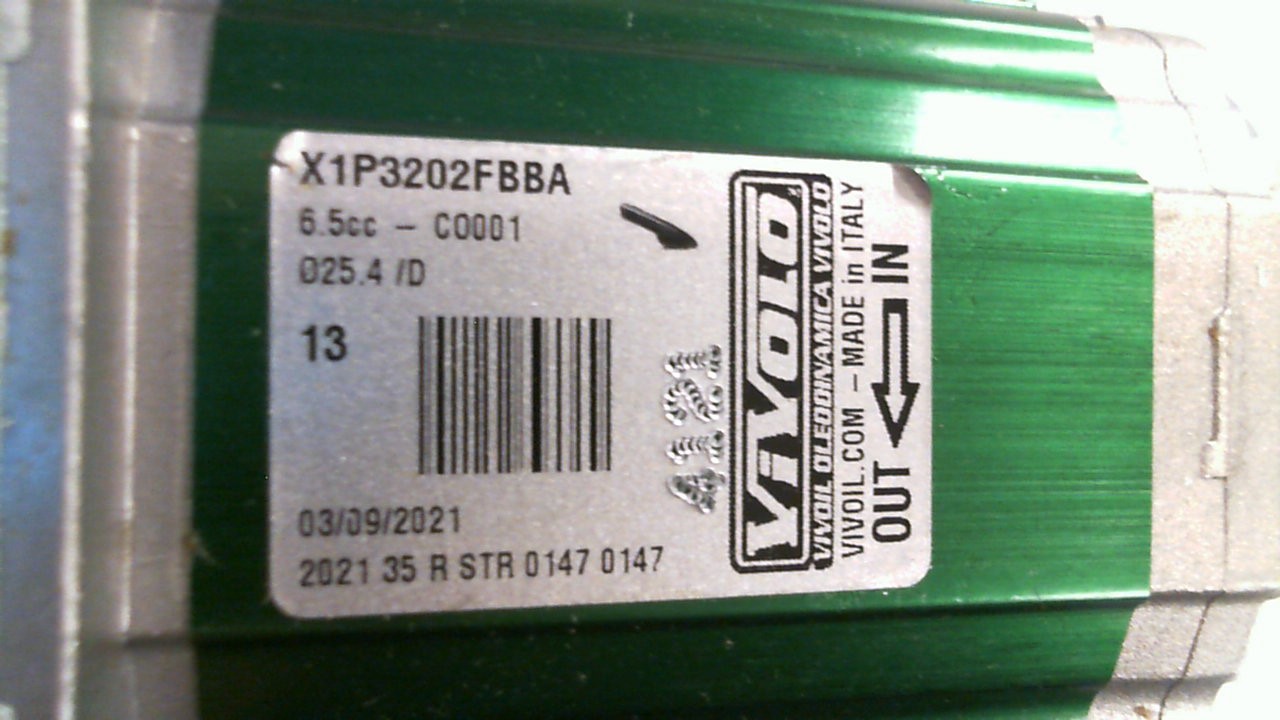 X1P3202FBBA
6.5cc – C0001
Ø25.4 /D
13
03/09/2021
2021 35 R STR 0147 0147
ViVOLO
VIVOIL OLEODINAMICA VIVOLO
VIVOIL.COM – MADE in ITALY
OUT IN